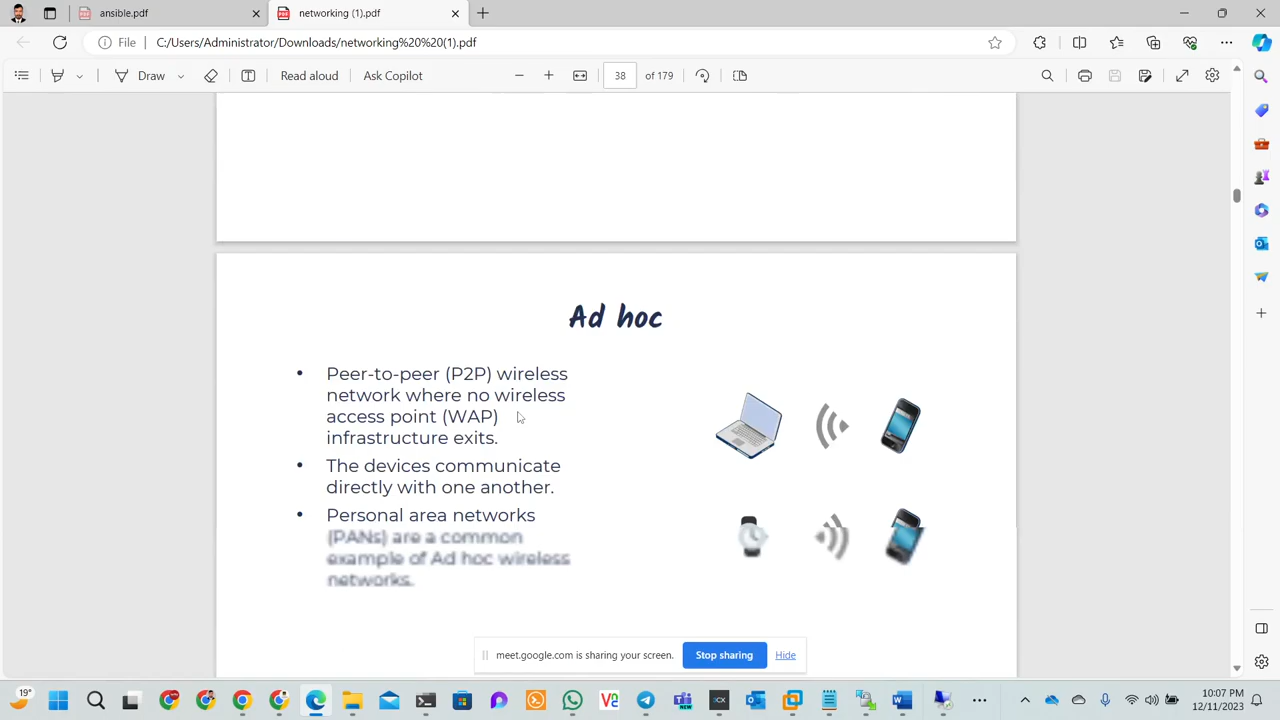 ansible.pdf
networking (1).pdf
File
C:/Users/Administrator/Downloads/networking%20%20(1).pdf
Draw
Read aloud
Ask Copilot
38
of 179
Ad hoc
• Peer-to-peer (P2P) wireless
network where no wireless
access point (WAP)
infrastructure exits.
• The devices communicate
directly with one another.
• Personal area networks
(PANs) are a common
example of Ad hoc wireless
networks.
meet.google.com is sharing your screen.
Stop sharing
Hide
19°
10:07 PM
12/11/2023